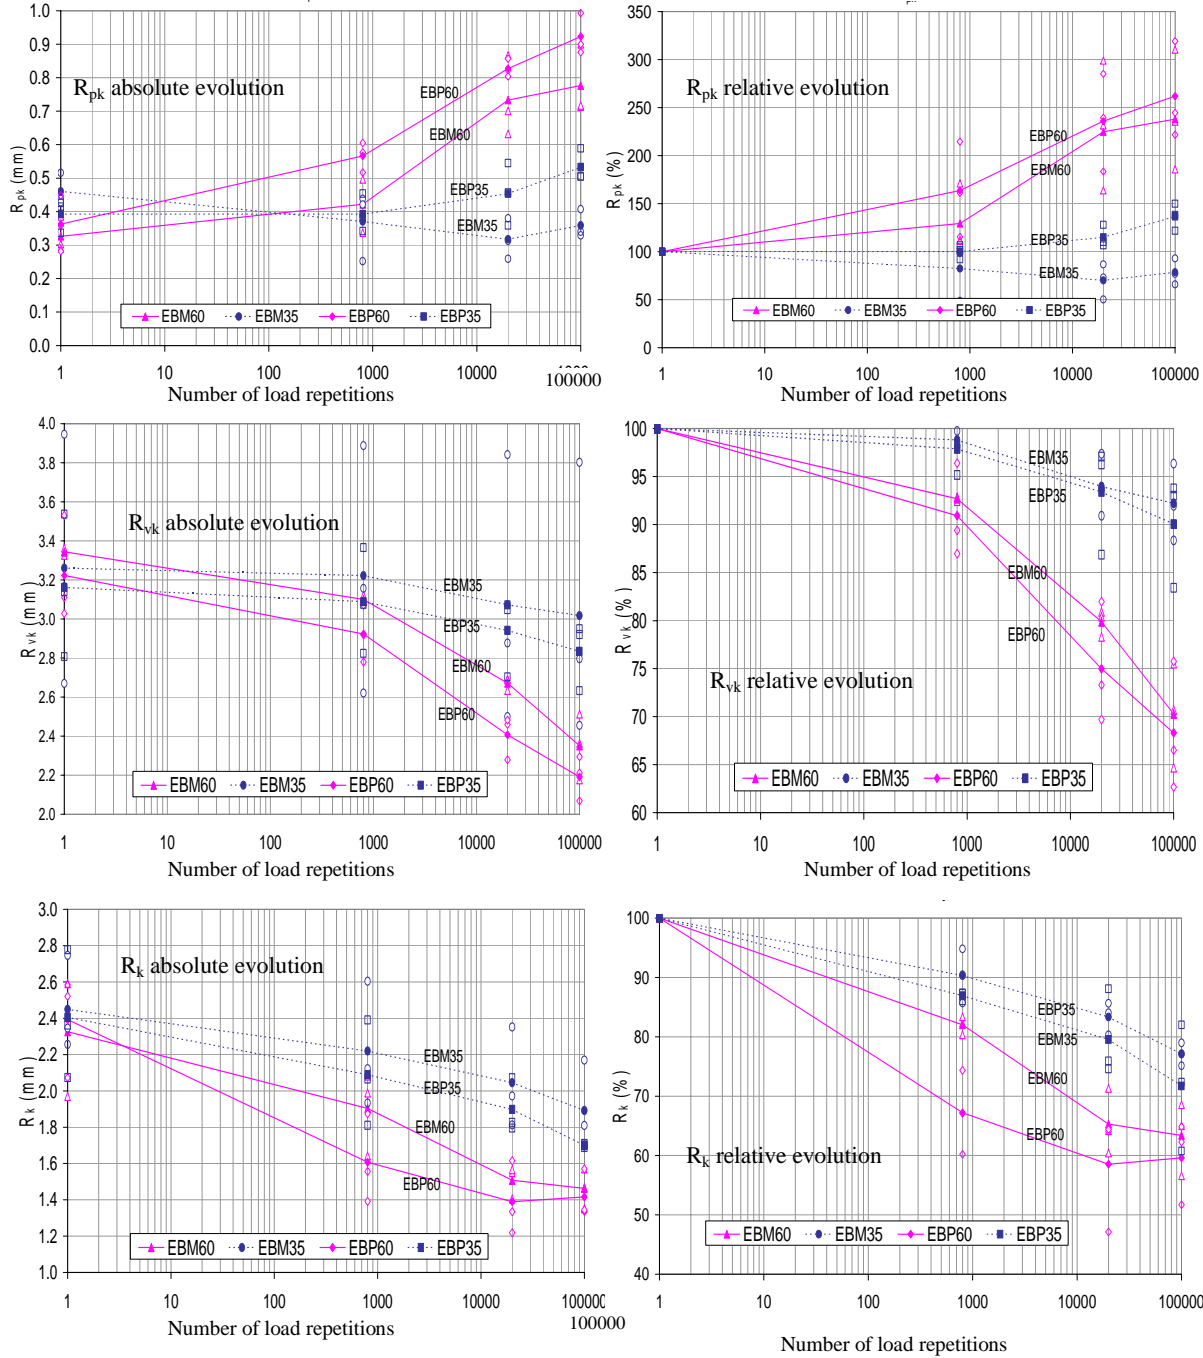 1.0
0.9
0.8
0.7
0.6
0.5
0.4
0.3
0.2
0.1
0.0
R pk (mm)
Rpk absolute evolution
EBP60
EBM60
EBP35
EBM35
EBM60 EBM35 EBP60 EBP35
1 10 100 1000 10000
100000
Number of load repetitions
350
300
250
200
150
100
50
0
R pk (%)
Rpk relative evolution
EBP60
EBM60
EBP35
EBM35
EBM60 EBM35 EBP60 EBP35
1 10 100 1000 10000 100000
Number of load repetitions
4.0
3.8
3.6
3.4
3.2
3.0
2.8
2.6
2.4
2.2
2.0
R vk (mm)
Rvk absolute evolution
EBM35
EBP35
EBM60
EBP60
EBM60 EBM35 EBP60 EBP35
1 10 100 1000 10000 100000
Number of load repetitions
100
95
90
85
80
75
70
65
60
R vk (%)
EBM35
EBP35
EBM60
EBP60
Rvk relative evolution
EBM60 EBM35 EBP60 EBP35
1 10 100 1000 10000 100000
Number of load repetitions
3.0
2.8
2.6
2.4
2.2
2.0
1.8
1.6
1.4
1.2
1.0
R k (mm)
Rk absolute evolution
EBM35
EBP35
EBM60
EBP60
EBM60 EBM35 EBP60 EBP35
1 10 100 1000 10000 100000
100000
Number of load repetitions
100
90
80
70
60
50
40
R k (%)
EBP35
EBM35
EBM60
EBP60
Rk relative evolution
EBM60 EBM35 EBP60 EBP35
1 10 100 1000 10000 100000
Number of load repetitions